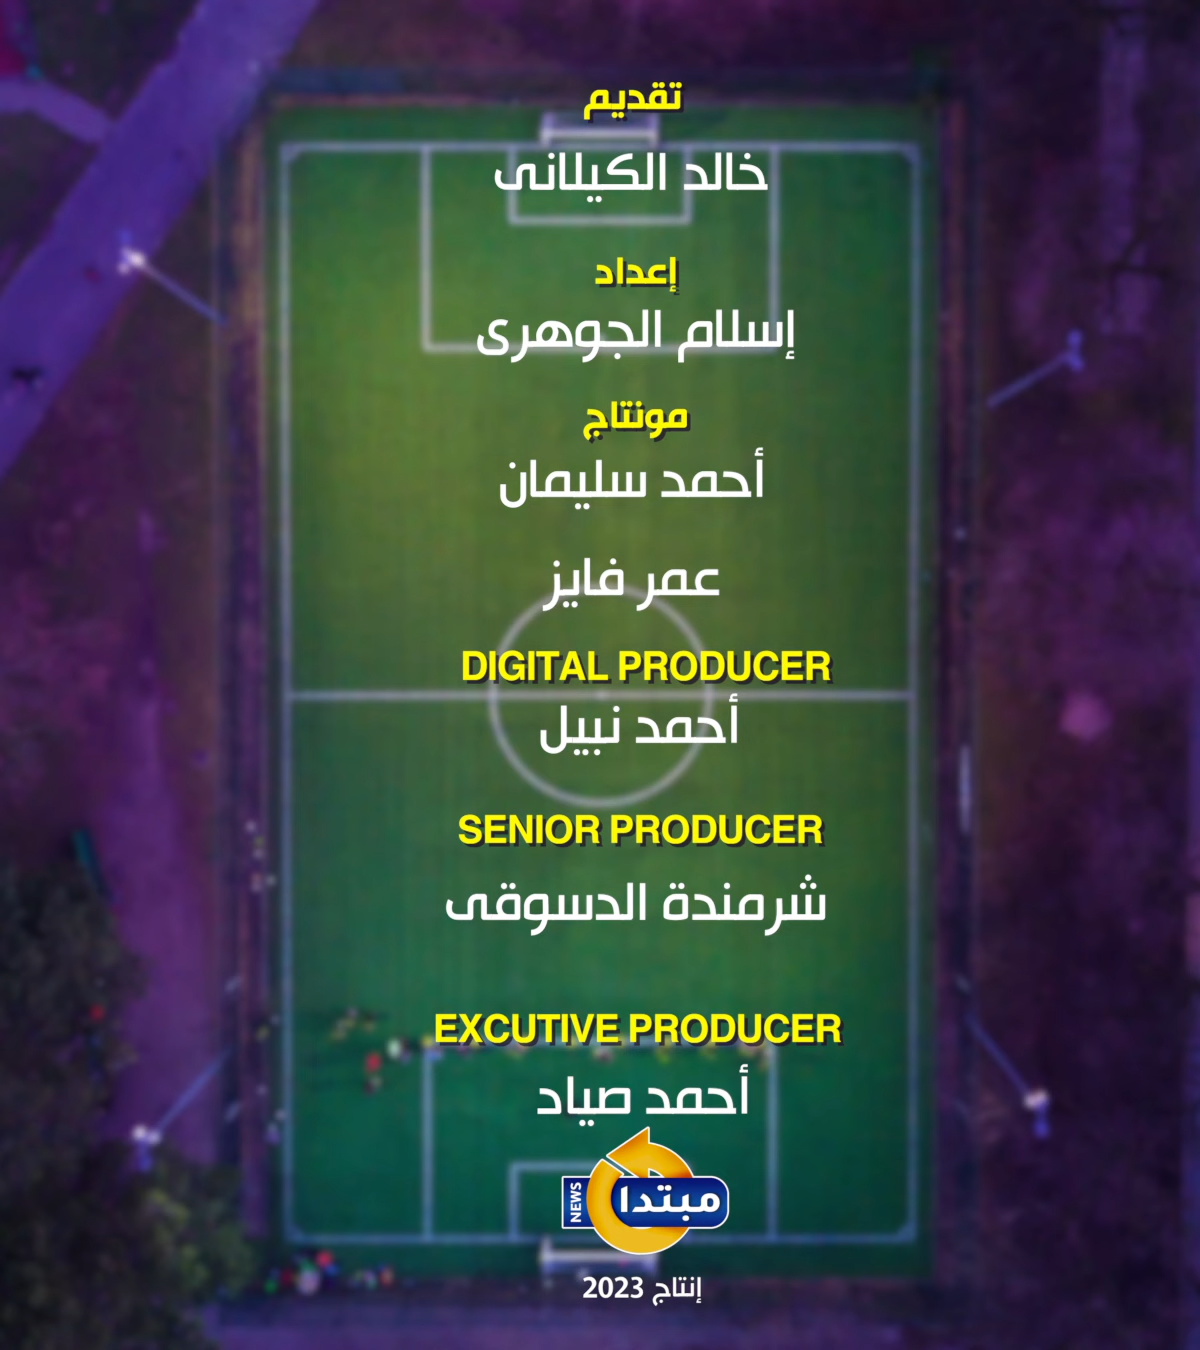 تقديم
خالد الكيلانى
إعداد
إسلام الجوهرى
مونتاج
أحمد سليمان
عمر فايز
DIGITAL PRODUCER
أحمد نبيل
SENIOR PRODUCER
شرمندة الدسوقى
EXCUTIVE PRODUCER
أحمد صياد
مبتدا NEWS
إنتاج 2023